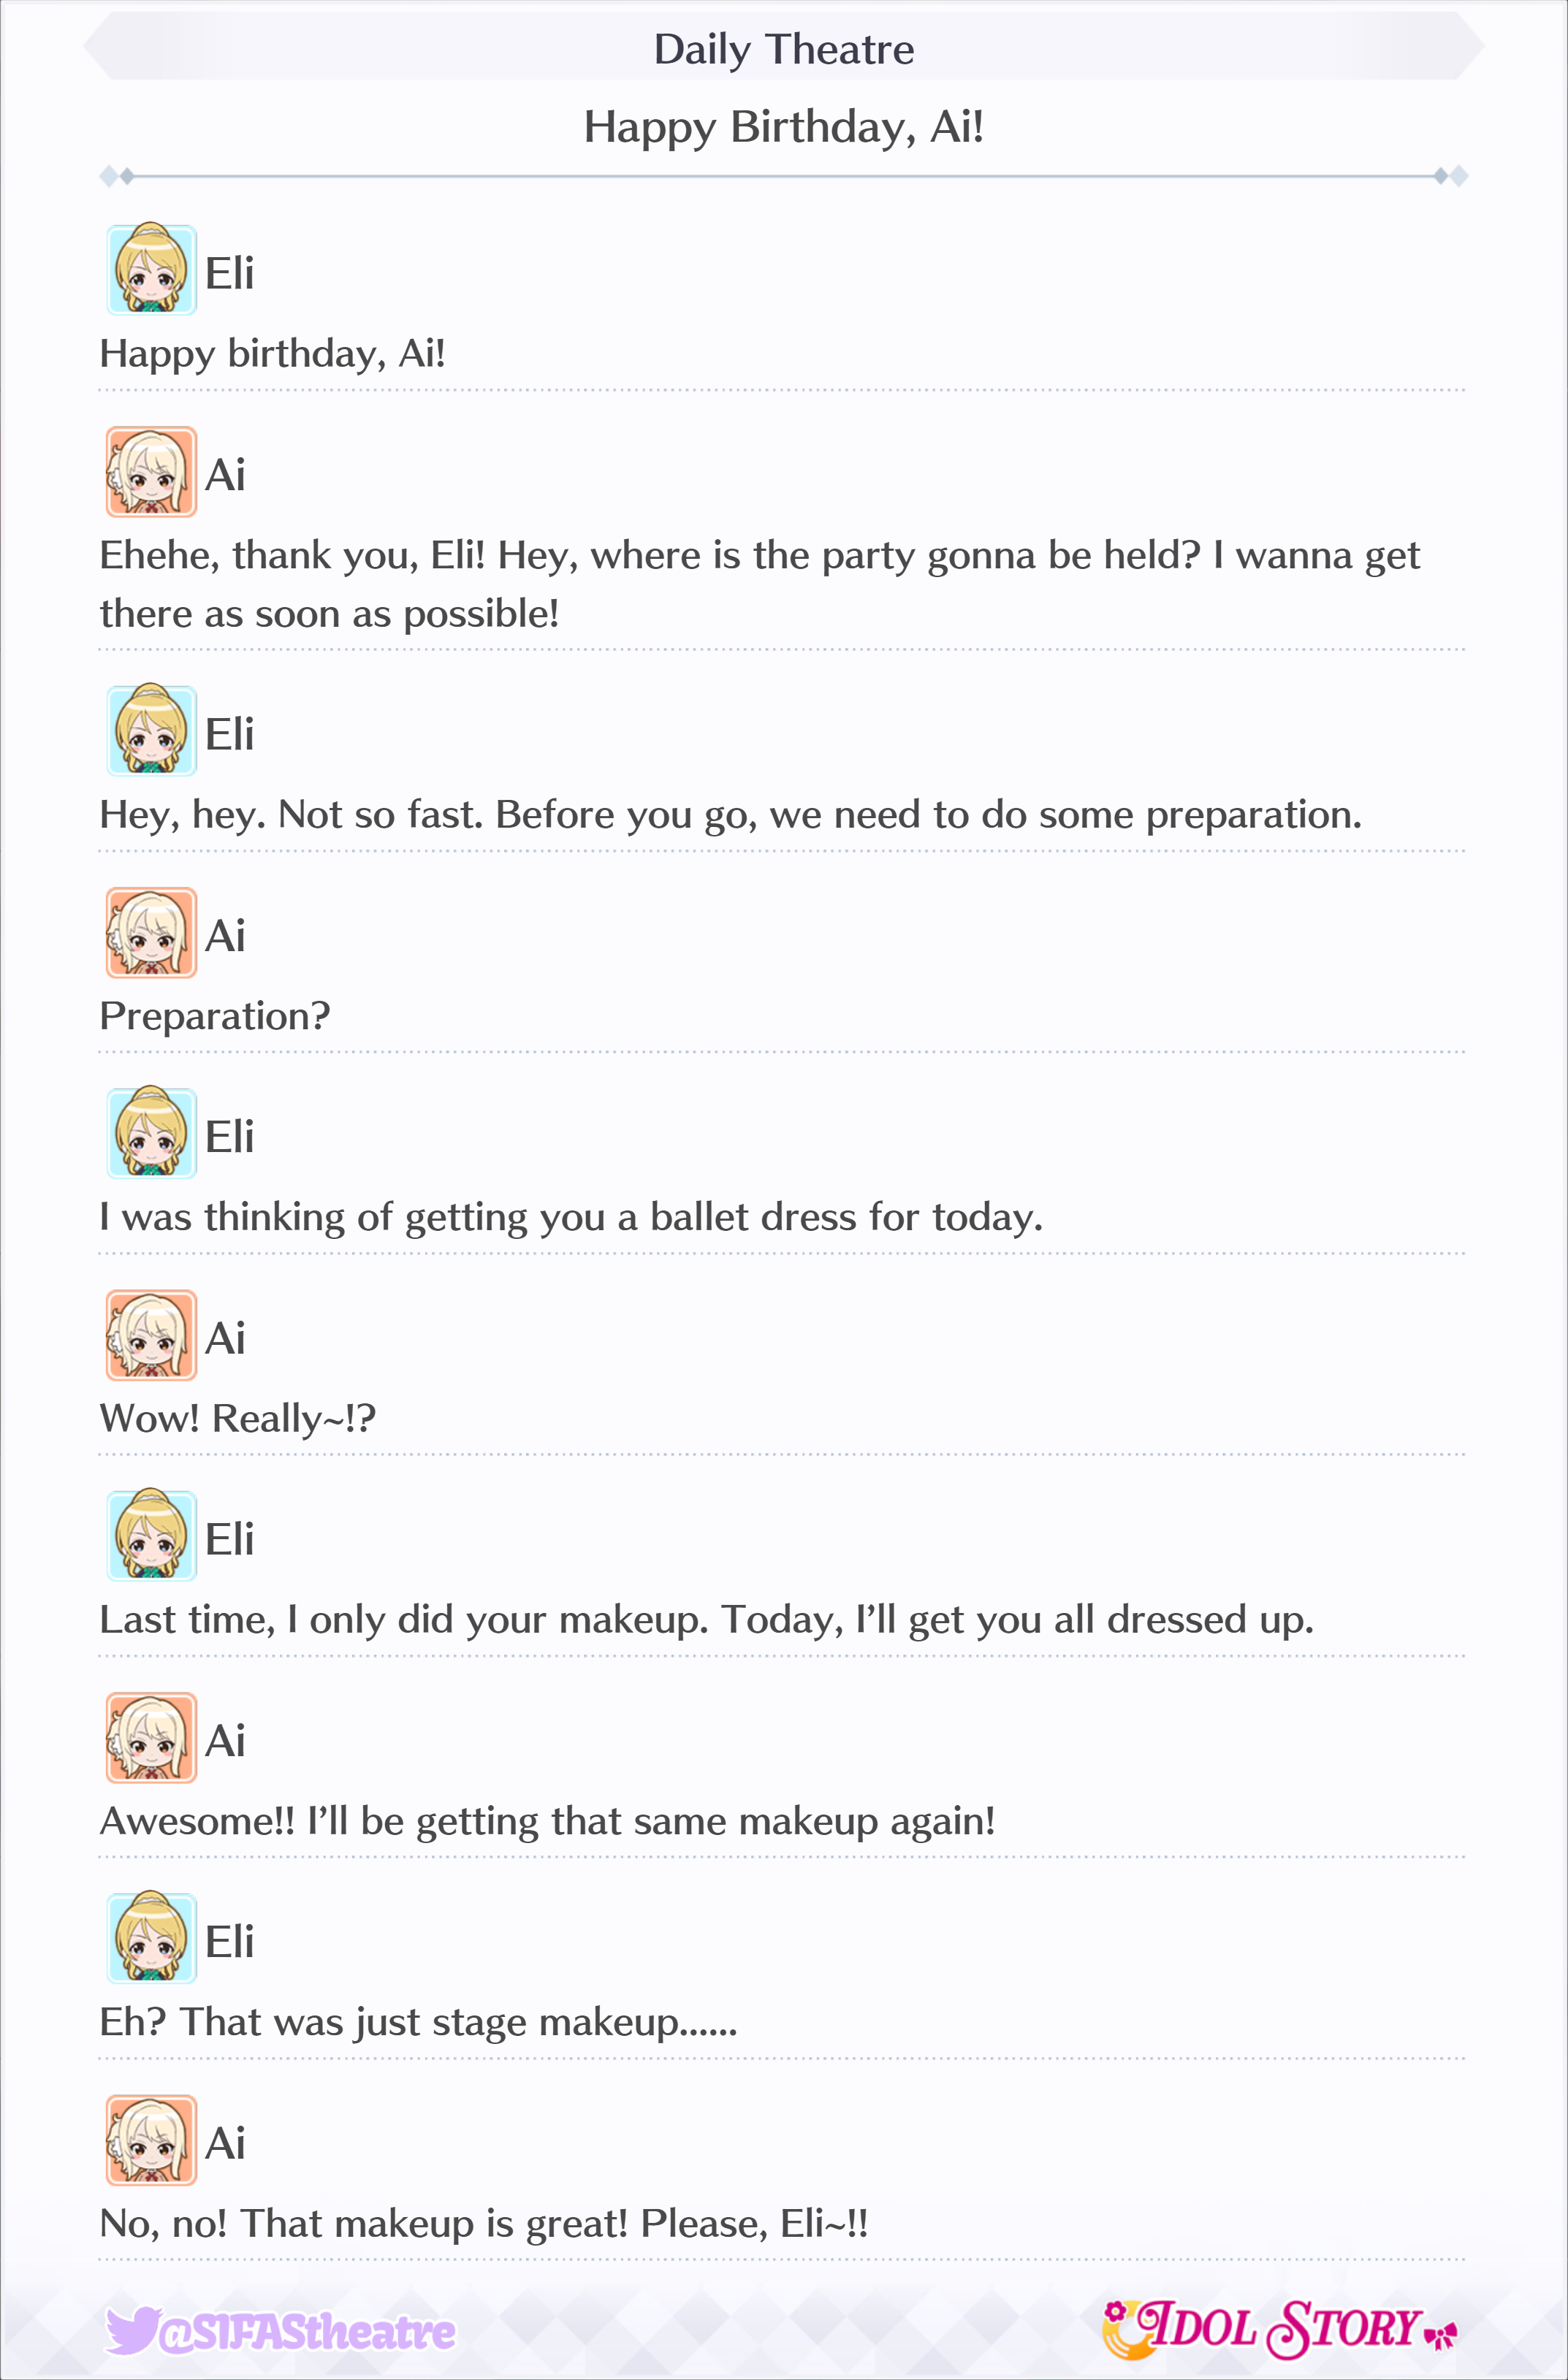 Daily Theatre
Happy Birthday, Ai!
Eli
Happy birthday, Ai!
Ai
Ehehe, thank you, Eli! Hey, where is the party gonna be held? I wanna get
there as soon as possible!
Eli
Hey, hey. Not so fast. Before you go, we need to do some preparation.
Ai
Preparation?
Eli
I was thinking of getting you a ballet dress for today.
Ai
Wow! Really~!?
Eli
Last time, I only did your makeup. Today, I’ll get you all dressed up.
Ai
Awesome!! I’ll be getting that same makeup again!
Eli
Eh? That was just stage makeup......
Ai
No, no! That makeup is great! Please, Eli~!!
@SIFAStheatre
IDOL STORY